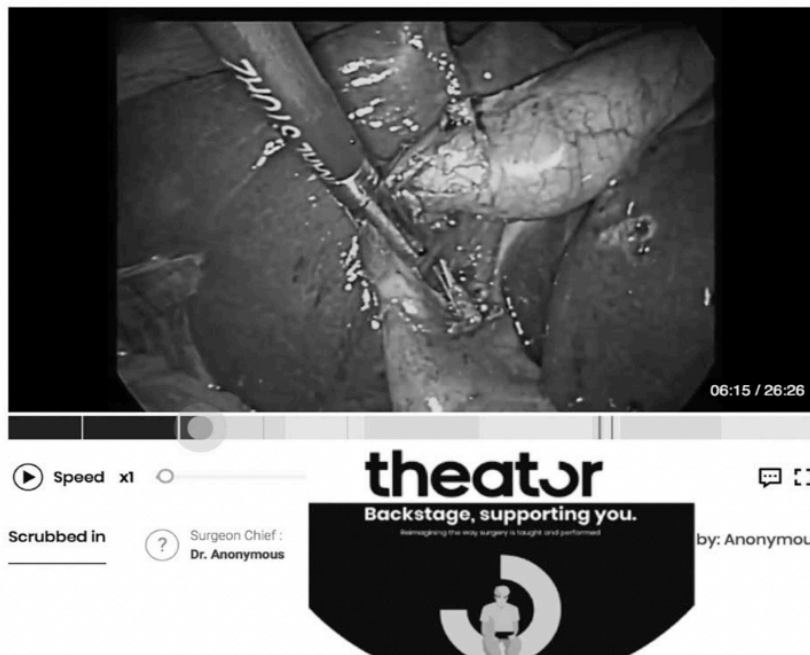 06:15 / 26:26
Speed x1
theator
Backstage, supporting you.
Reimagining the way surgery is taught and performed
Scrubbed in
?
Surgeon Chief :
Dr. Anonymous
by: Anonymou